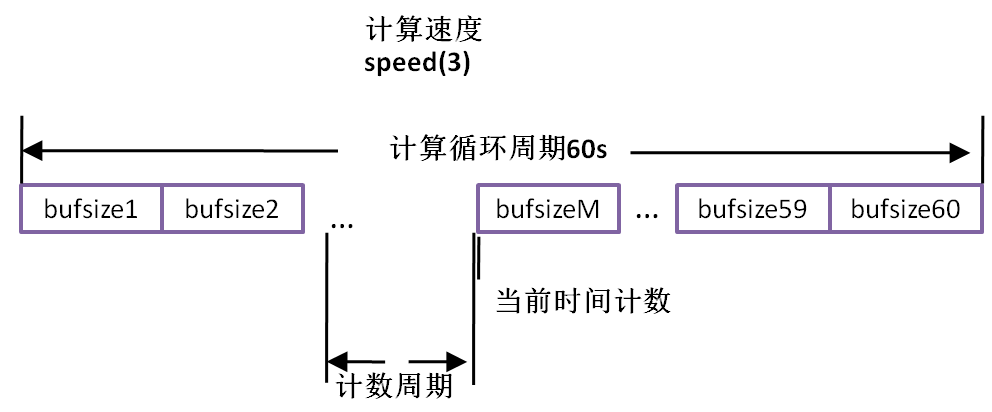 计算速度
speed(3)
计算循环周期60s
bufsize1 bufsize2 ... bufsizeM ... bufsize59 bufsize60
当前时间计数
计数周期